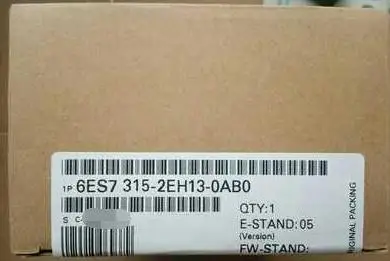 1P 6ES7 315-2EH13-0AB0
S C-
QTY:1
E-STAND:05
(Version)
FW-STAND:
ORIGINAL PACKING